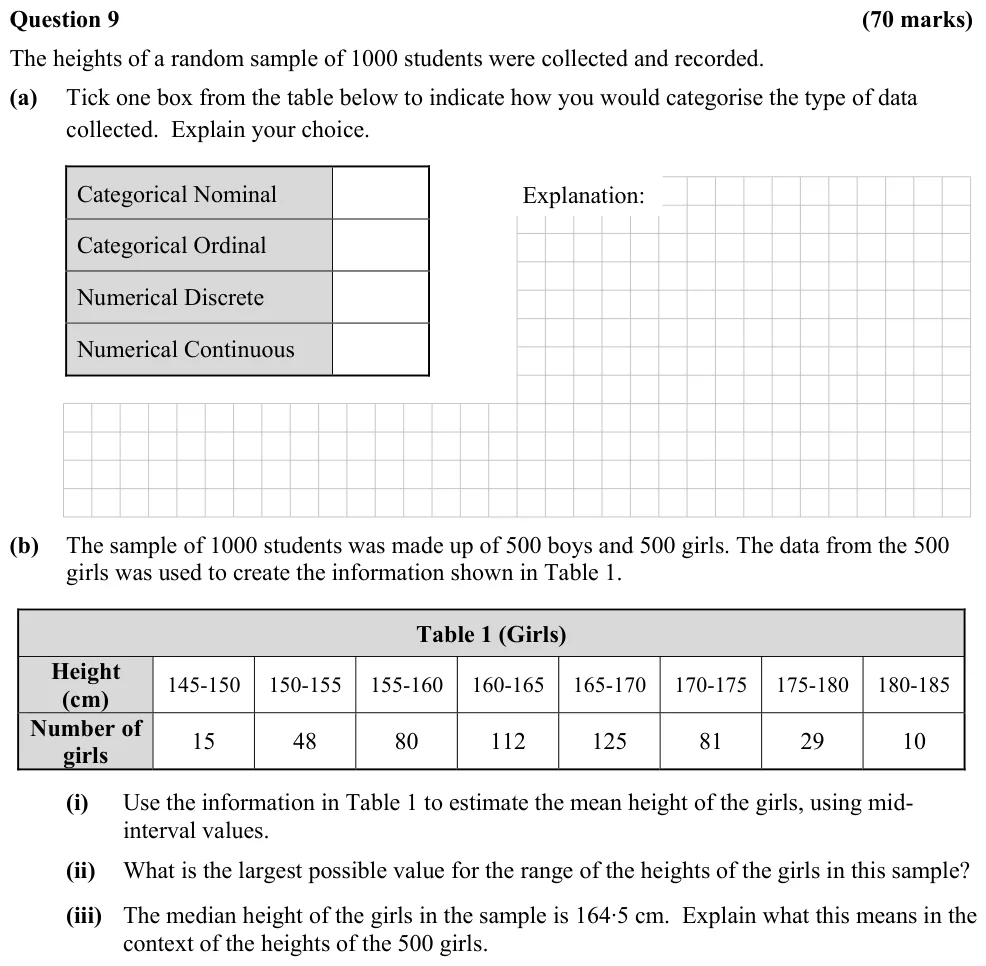 Question 9 (70 marks)
The heights of a random sample of 1000 students were collected and recorded.
(a) Tick one box from the table below to indicate how you would categorise the type of data
collected. Explain your choice.
Categorical Nominal
Categorical Ordinal
Numerical Discrete
Numerical Continuous
Explanation:
(b) The sample of 1000 students was made up of 500 boys and 500 girls. The data from the 500
girls was used to create the information shown in Table 1.
Table 1 (Girls)
Height
(cm) 145-150 150-155 155-160 160-165 165-170 170-175 175-180 180-185
Number of
girls 15 48 80 112 125 81 29 10
(i) Use the information in Table 1 to estimate the mean height of the girls, using mid-
interval values.
(ii) What is the largest possible value for the range of the heights of the girls in this sample?
(iii) The median height of the girls in the sample is 164·5 cm. Explain what this means in the
context of the heights of the 500 girls.